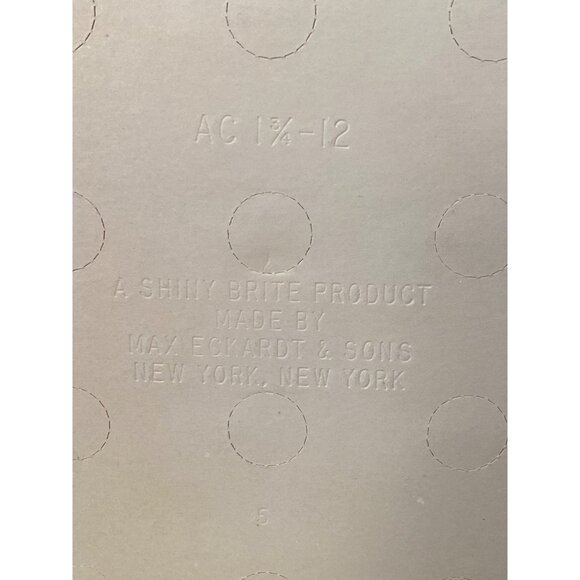 AC 1¾-12
A SHINY BRITE PRODUCT
MADE BY
MAX ECKARDT & SONS
NEW YORK, NEW YORK
5